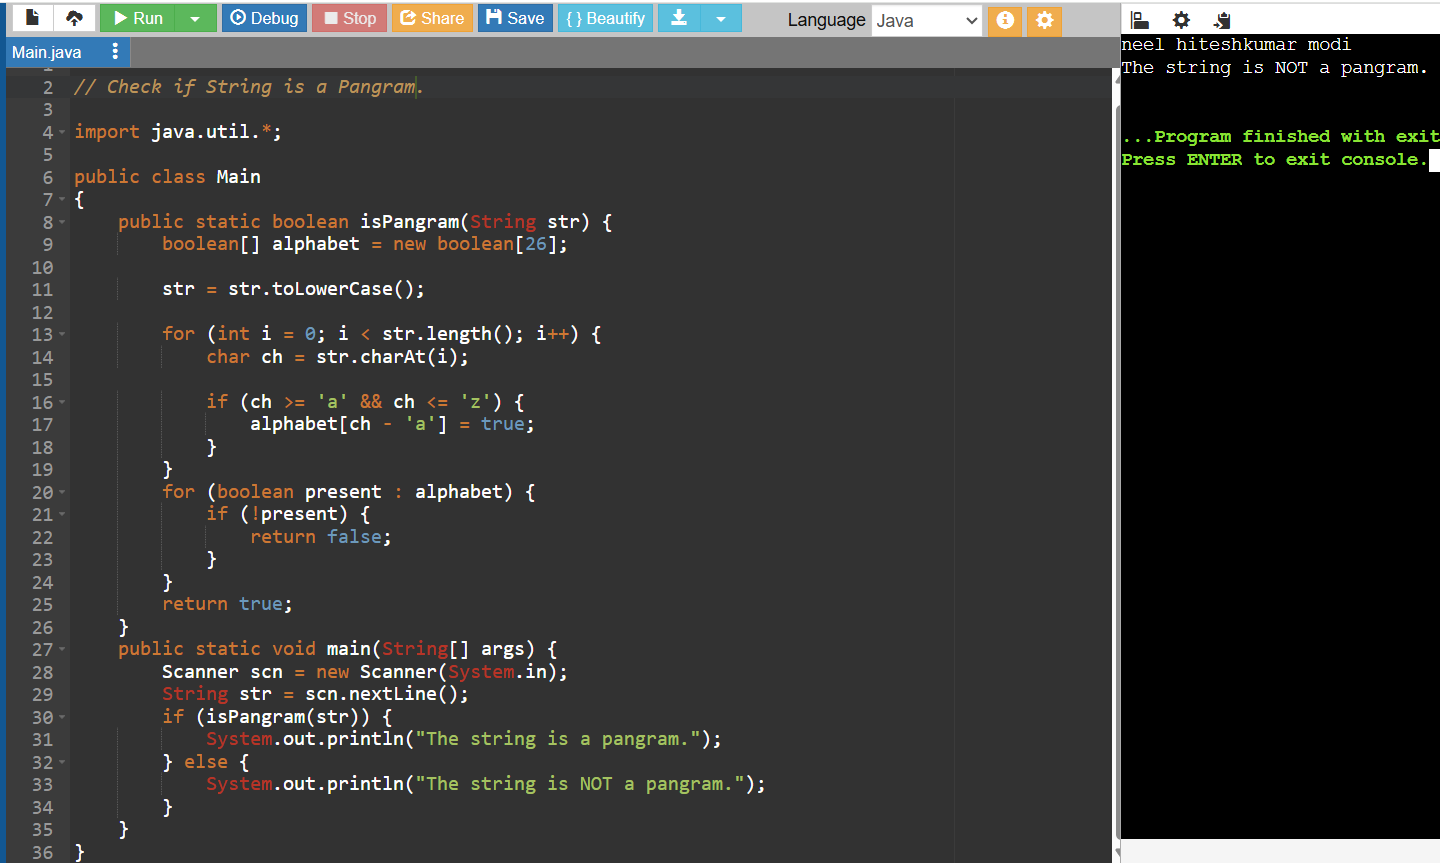 Run Debug Stop Share Save { } Beautify Language Java
Main.java
1
2 // Check if String is a Pangram.
3
4 import java.util.*;
5
6 public class Main
7 {
8     public static boolean isPangram(String str) {
9         boolean[] alphabet = new boolean[26];
10
11         str = str.toLowerCase();
12
13         for (int i = 0; i < str.length(); i++) {
14             char ch = str.charAt(i);
15
16             if (ch >= 'a' && ch <= 'z') {
17                 alphabet[ch - 'a'] = true;
18             }
19         }
20         for (boolean present : alphabet) {
21             if (!present) {
22                 return false;
23             }
24         }
25         return true;
26     }
27     public static void main(String[] args) {
28         Scanner scn = new Scanner(System.in);
29         String str = scn.nextLine();
30         if (isPangram(str)) {
31             System.out.println("The string is a pangram.");
32         } else {
33             System.out.println("The string is NOT a pangram.");
34         }
35     }
36 }
neel hiteshkumar modi
The string is NOT a pangram.
...Program finished with exit
Press ENTER to exit console.